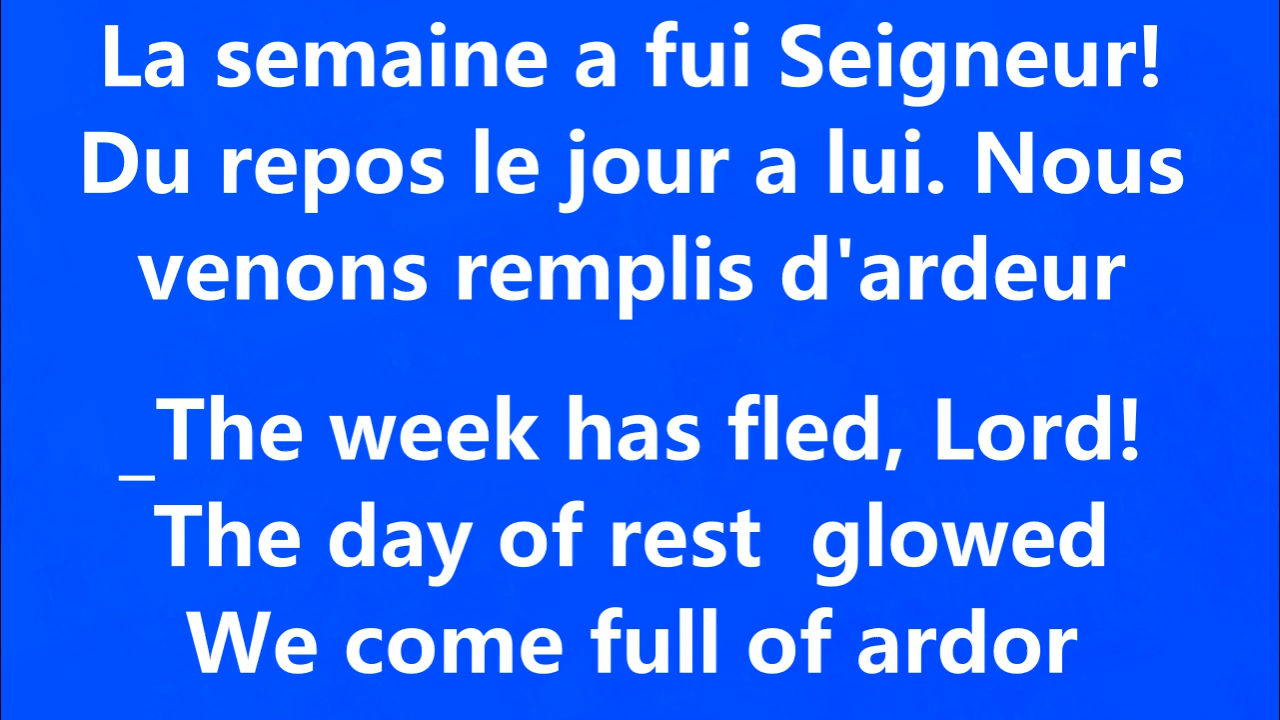 La semaine a fui Seigneur!
Du repos le jour a lui. Nous
venons remplis d'ardeur
_The week has fled, Lord!
The day of rest  glowed
We come full of ardor